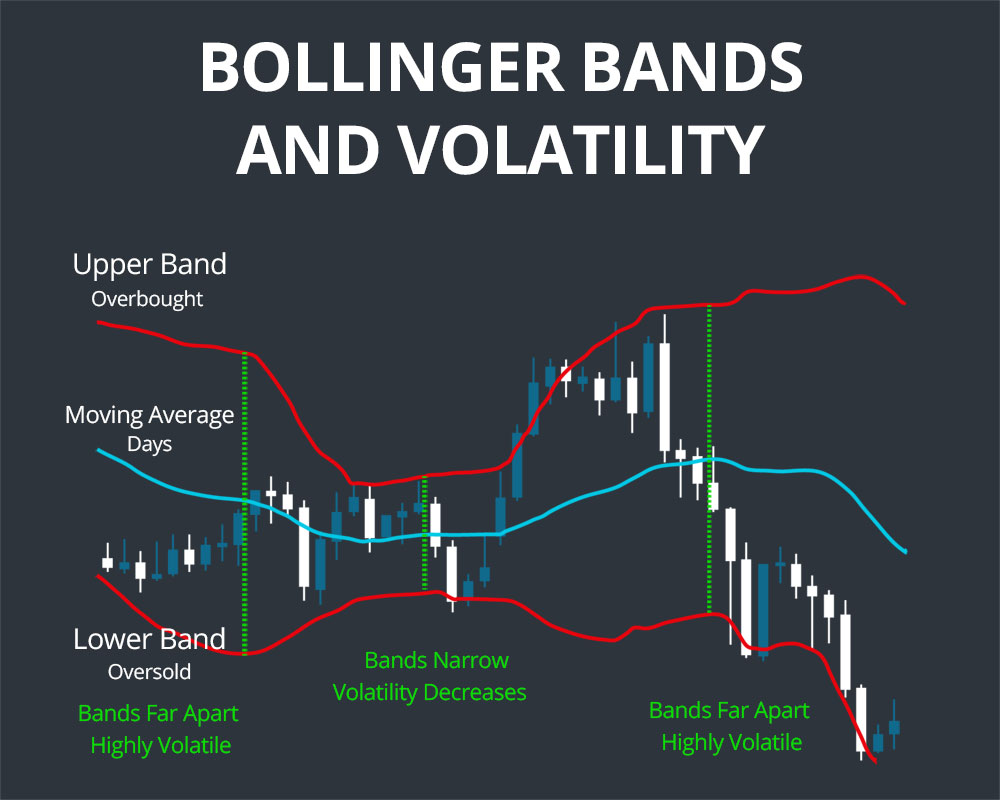 BOLLINGER BANDS
AND VOLATILITY
Upper Band
Overbought
Moving Average
Days
Lower Band
Oversold
Bands Far Apart
Highly Volatile
Bands Narrow
Volatility Decreases
Bands Far Apart
Highly Volatile